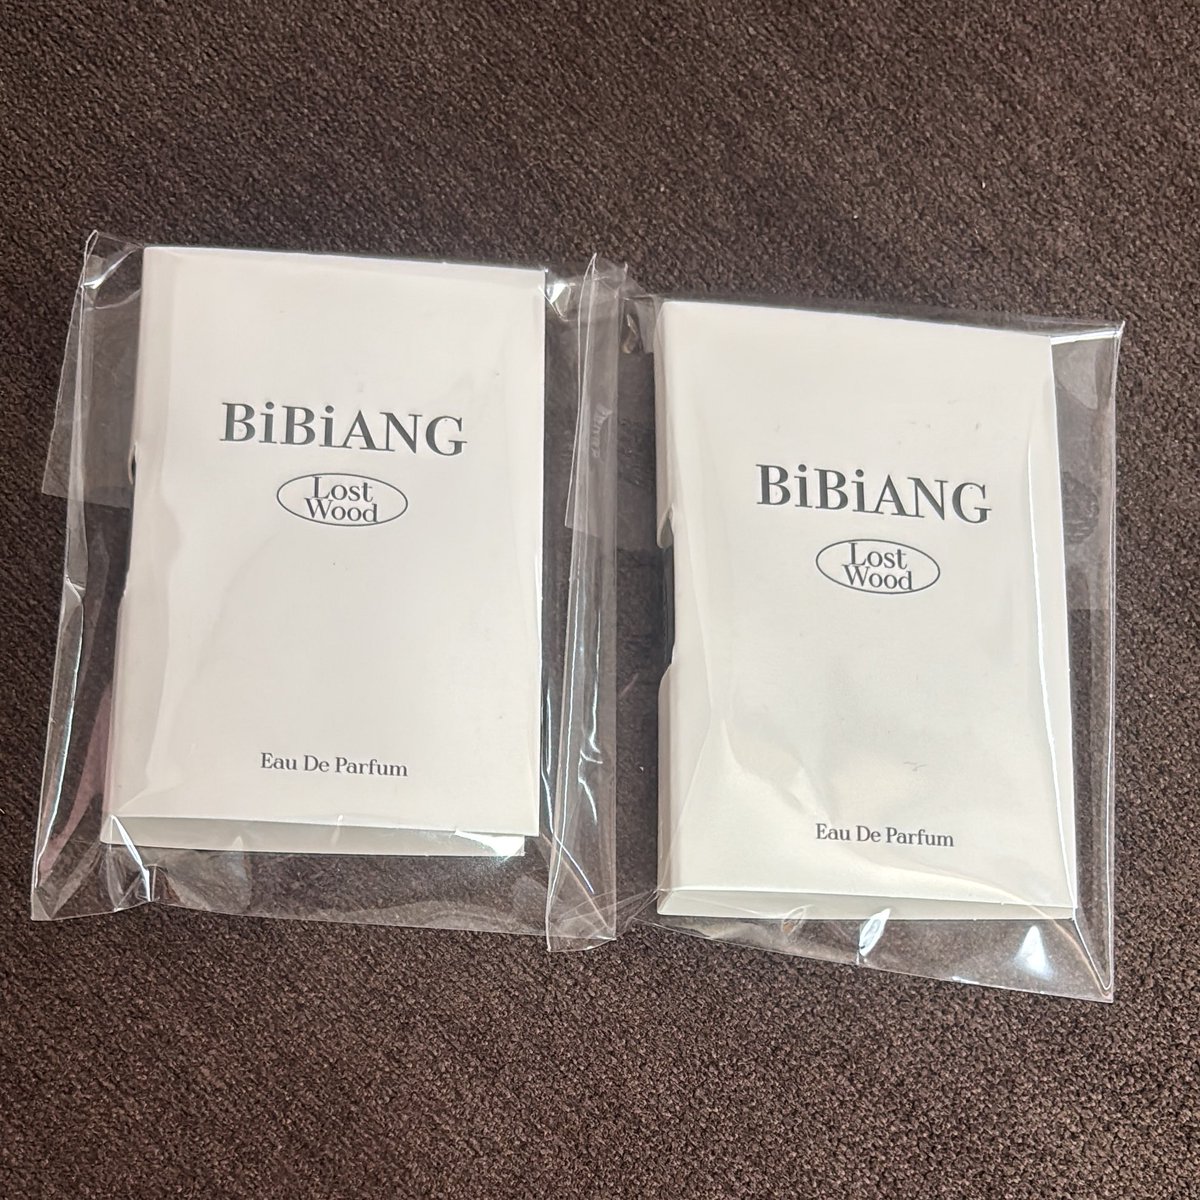 BiBiANG
Lost
Wood
Eau De Parfum
BiBiANG
Lost
Wood
Eau De Parfum